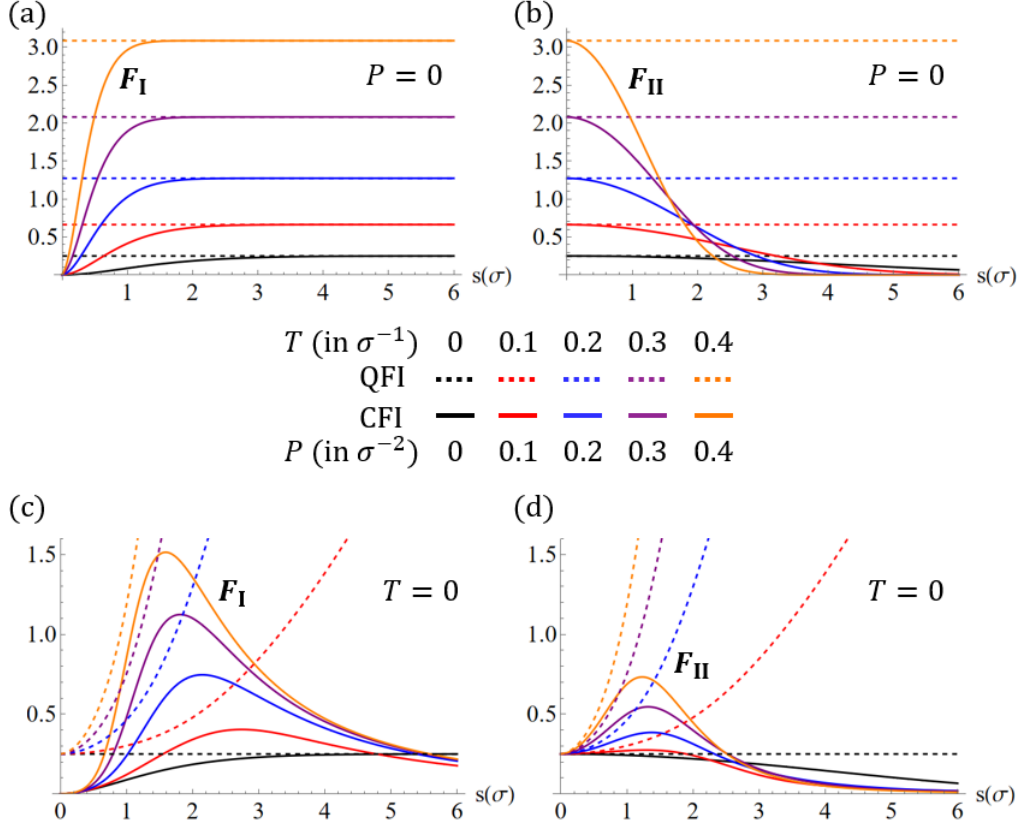 (a)
3.0
2.5
2.0
1.5
1.0
0.5
F_I
P = 0
1 2 3 4 5 6 s(σ)
(b)
3.0
2.5
2.0
1.5
1.0
0.5
F_II
P = 0
0 1 2 3 4 5 6 s(σ)
T (in σ⁻¹) 0 0.1 0.2 0.3 0.4
QFI
CFI
P (in σ⁻²) 0 0.1 0.2 0.3 0.4
(c)
1.5
1.0
0.5
F_I
T = 0
0 1 2 3 4 5 6 s(σ)
(d)
1.5
1.0
0.5
F_II
T = 0
0 1 2 3 4 5 6 s(σ)